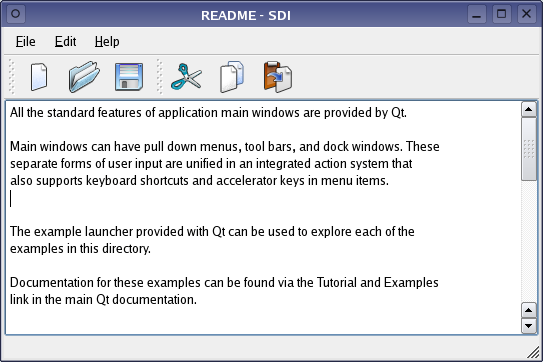 README - SDI
File Edit Help
All the standard features of application main windows are provided by Qt.
Main windows can have pull down menus, tool bars, and dock windows. These
separate forms of user input are unified in an integrated action system that
also supports keyboard shortcuts and accelerator keys in menu items.
The example launcher provided with Qt can be used to explore each of the
examples in this directory.
Documentation for these examples can be found via the Tutorial and Examples
link in the main Qt documentation.